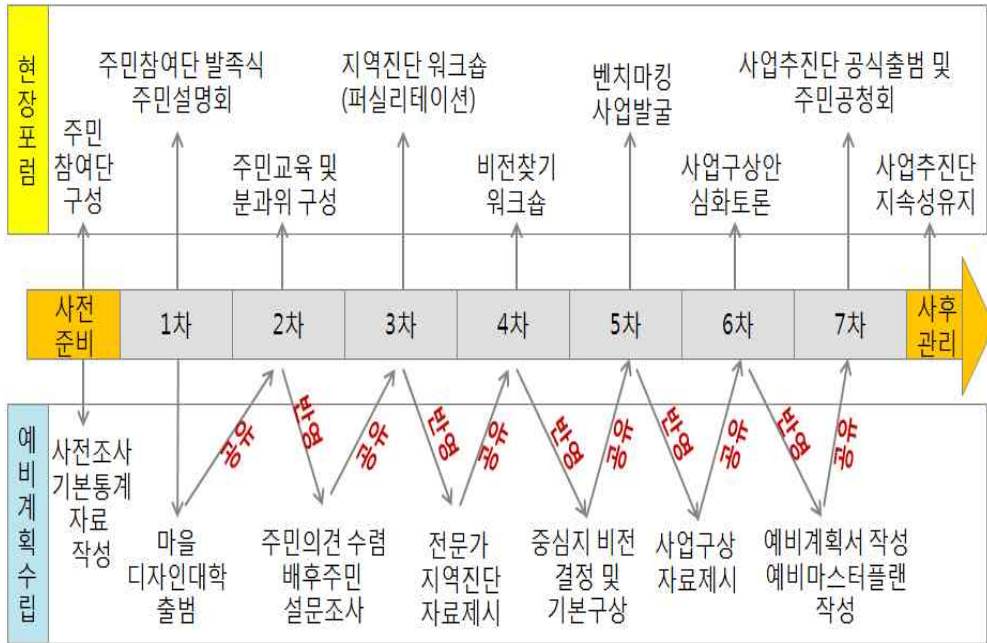 현장포럼
주민
참여단
구성
주민참여단 발족식
주민설명회
주민교육 및
분과위 구성
지역진단 워크숍
(퍼실리테이션)
비전찾기
워크숍
벤치마킹
사업발굴
사업구상안
심화토론
사업추진단 공식출범 및
주민공청회
사업추진단
지속성유지
사전
준비
1차
2차
3차
4차
5차
6차
7차
사후
관리
공유
반영
공유
반영
공유
반영
공유
반영
공유
반영
공유
예비계획수립
사전조사
기본통계
자료
작성
마을
디자인대학
출범
주민의견 수렴
배후주민
설문조사
전문가
지역진단
자료제시
중심지 비전
결정 및
기본구상
사업구상
자료제시
예비계획서 작성
예비마스터플랜
작성